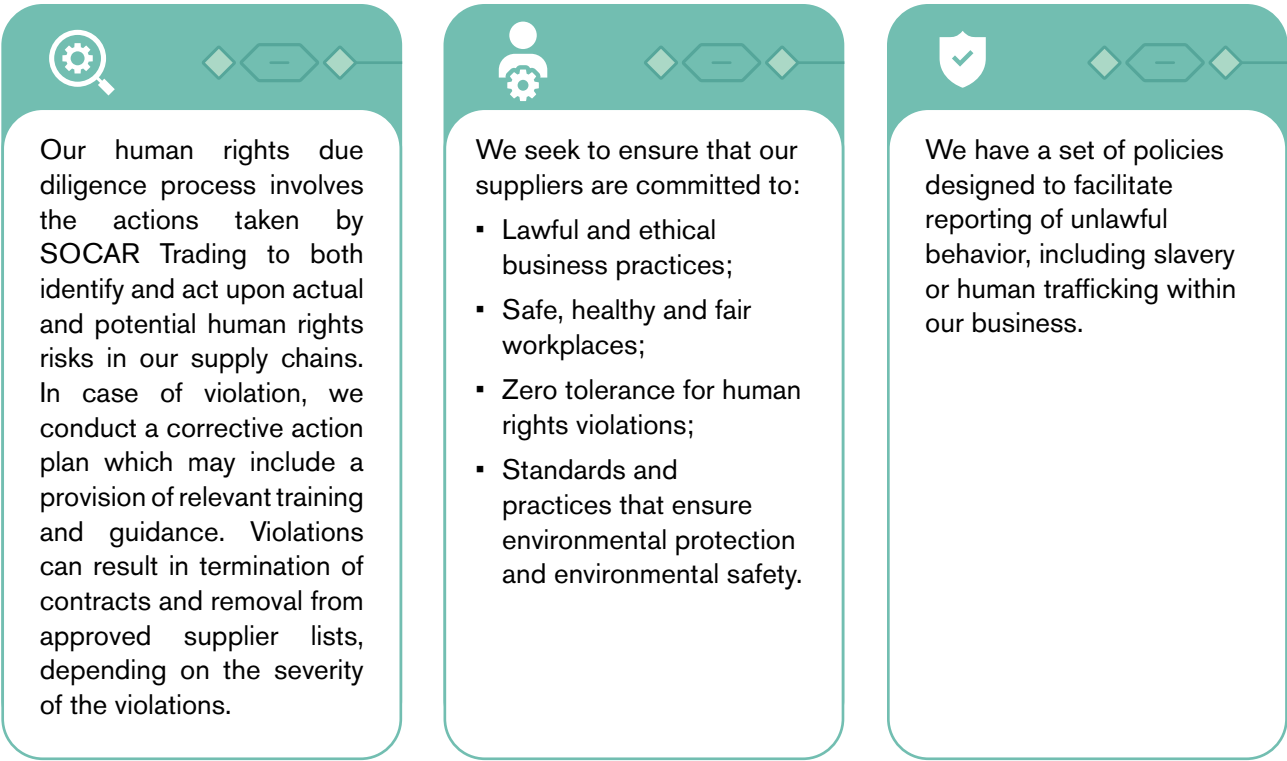 Our human rights due
diligence process involves
the actions taken by
SOCAR Trading to both
identify and act upon actual
and potential human rights
risks in our supply chains.
In case of violation, we
conduct a corrective action
plan which may include a
provision of relevant training
and guidance. Violations
can result in termination of
contracts and removal from
approved supplier lists,
depending on the severity
of the violations.
We seek to ensure that our
suppliers are committed to:
▪ Lawful and ethical
business practices;
▪ Safe, healthy and fair
workplaces;
▪ Zero tolerance for human
rights violations;
▪ Standards and
practices that ensure
environmental protection
and environmental safety.
We have a set of policies
designed to facilitate
reporting of unlawful
behavior, including slavery
or human trafficking within
our business.